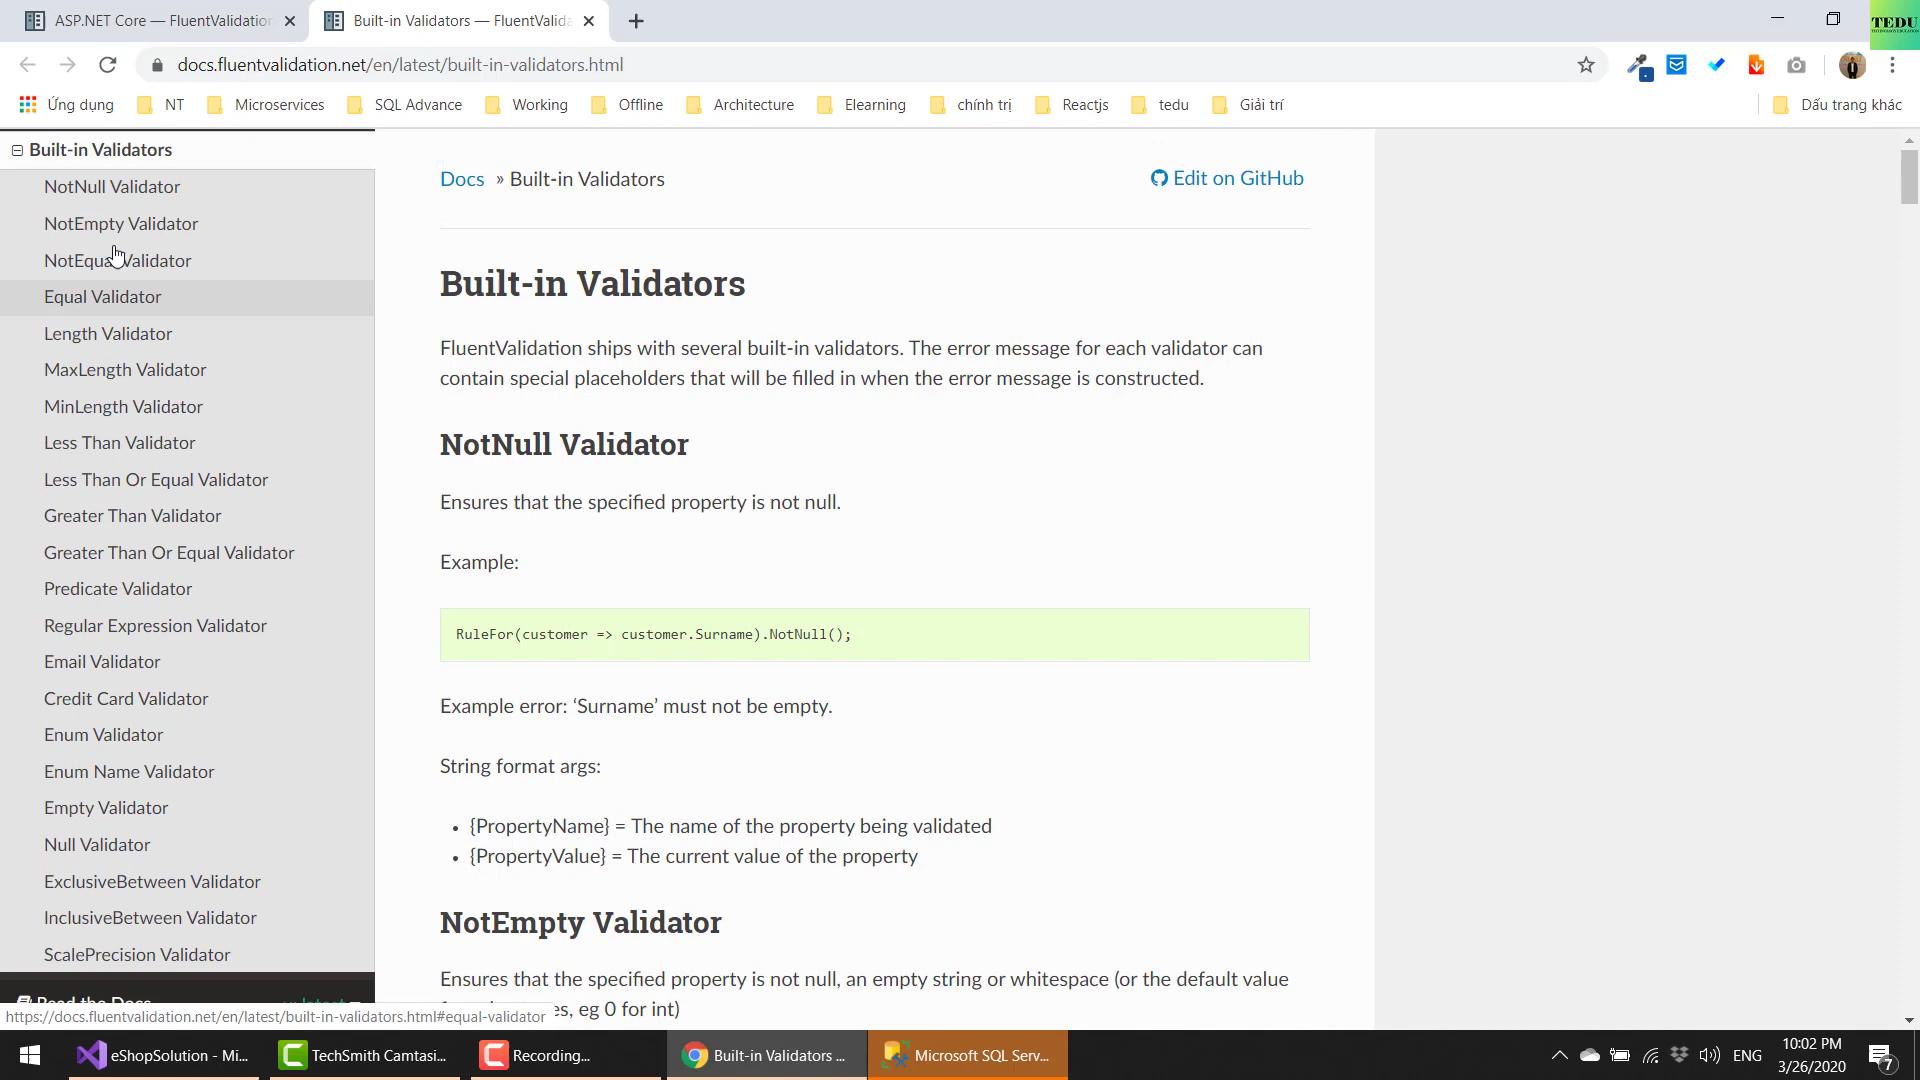 ASP.NET Core — FluentValidation
Built-in Validators — FluentValida
TEDU
docs.fluentvalidation.net/en/latest/built-in-validators.html
Ứng dụng
NT
Microservices
SQL Advance
Working
Offline
Architecture
Elearning
chính trị
Reactjs
tedu
Giải trí
Dấu trang khác
Built-in Validators
NotNull Validator
NotEmpty Validator
NotEqual Validator
Equal Validator
Length Validator
MaxLength Validator
MinLength Validator
Less Than Validator
Less Than Or Equal Validator
Greater Than Validator
Greater Than Or Equal Validator
Predicate Validator
Regular Expression Validator
Email Validator
Credit Card Validator
Enum Validator
Enum Name Validator
Empty Validator
Null Validator
ExclusiveBetween Validator
InclusiveBetween Validator
ScalePrecision Validator
Read the Docs
https://docs.fluentvalidation.net/en/latest/built-in-validators.html#equal-validator
Docs » Built-in Validators
Edit on GitHub
Built-in Validators
FluentValidation ships with several built-in validators. The error message for each validator can
contain special placeholders that will be filled in when the error message is constructed.
NotNull Validator
Ensures that the specified property is not null.
Example:
RuleFor(customer => customer.Surname).NotNull();
Example error: ‘Surname’ must not be empty.
String format args:
• {PropertyName} = The name of the property being validated
• {PropertyValue} = The current value of the property
NotEmpty Validator
Ensures that the specified property is not null, an empty string or whitespace (or the default value
es, eg 0 for int)
eShopSolution - Mi...
TechSmith Camtasi...
Recording...
Built-in Validators ...
Microsoft SQL Serv...
ENG
10:02 PM
3/26/2020
7